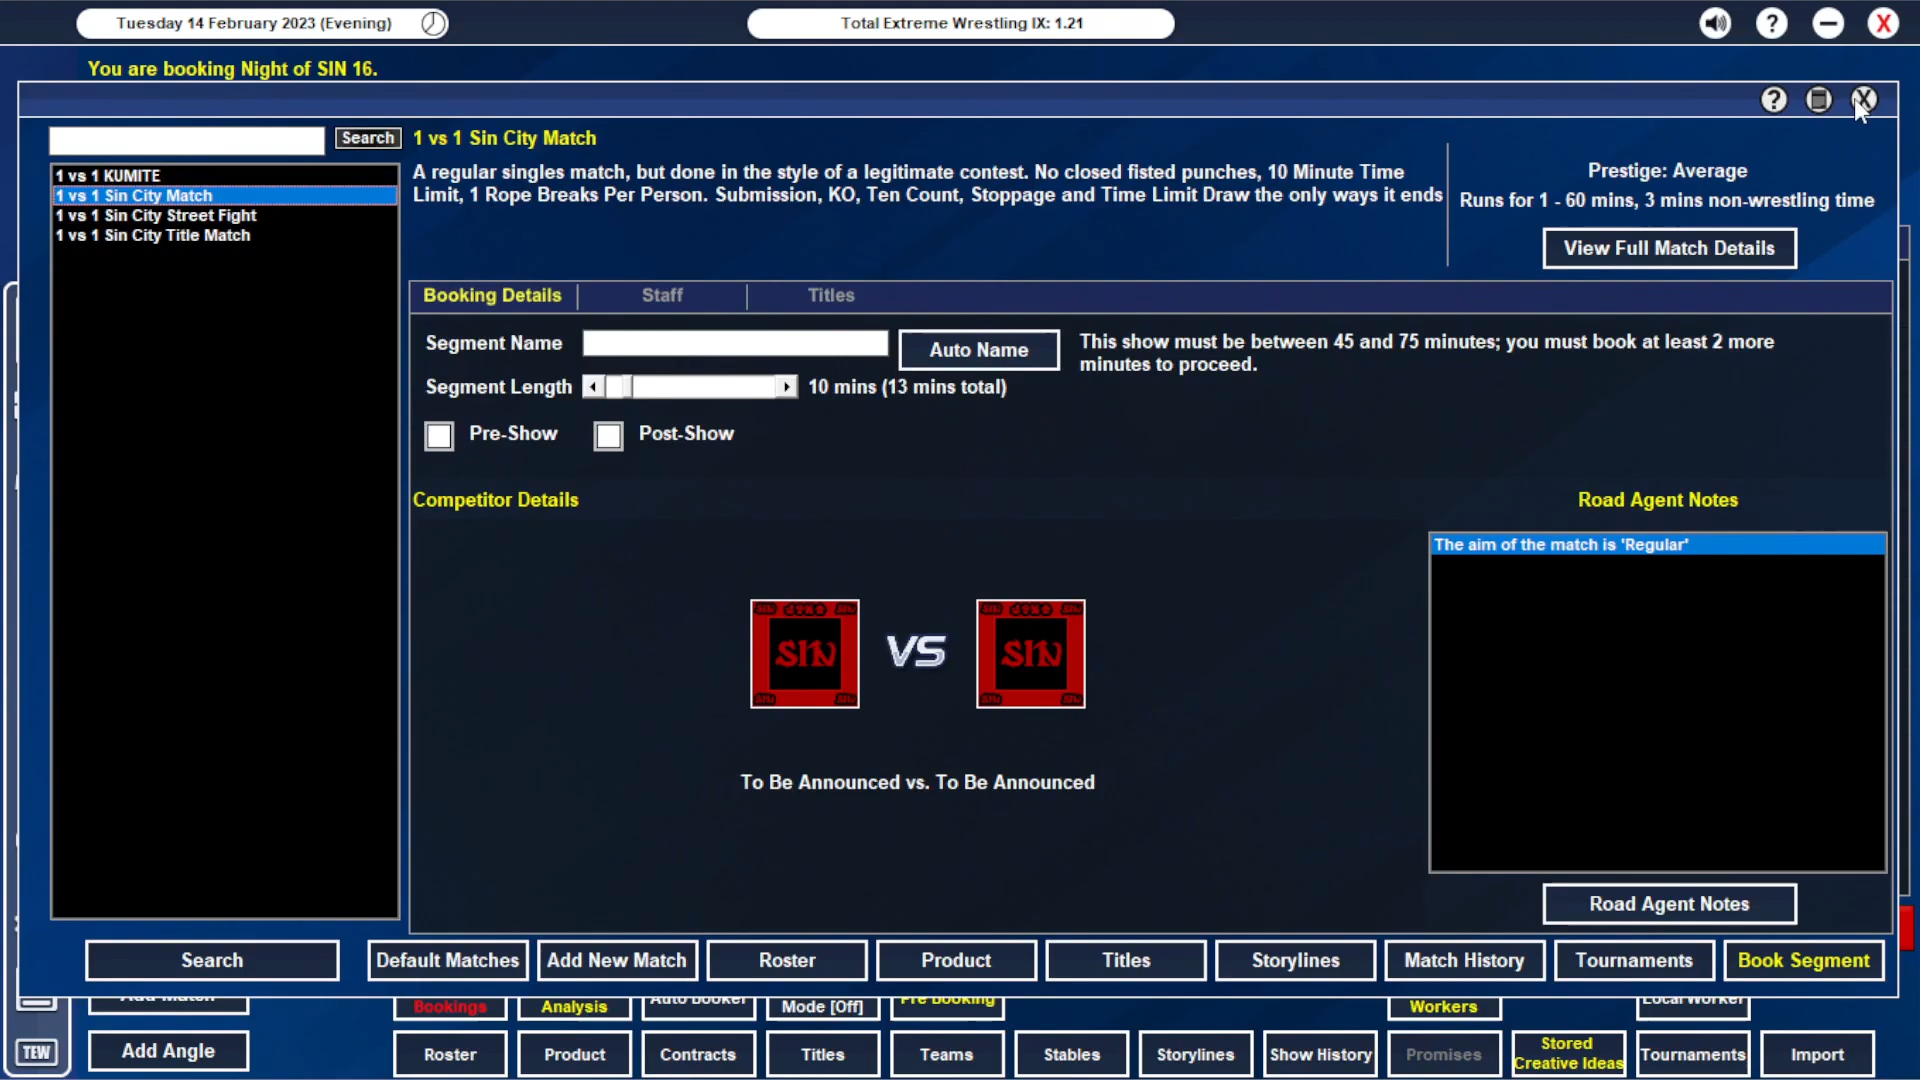 Tuesday 14 February 2023 (Evening)
Total Extreme Wrestling IX: 1.21
?
X
You are booking Night of SIN 16.
?
X
Search
1 vs 1 Sin City Match
A regular singles match, but done in the style of a legitimate contest. No closed fisted punches, 10 Minute Time
Limit, 1 Rope Breaks Per Person. Submission, KO, Ten Count, Stoppage and Time Limit Draw the only ways it ends
Prestige: Average
Runs for 1 - 60 mins, 3 mins non-wrestling time
View Full Match Details
1 vs 1 KUMITE
1 vs 1 Sin City Match
1 vs 1 Sin City Street Fight
1 vs 1 Sin City Title Match
Booking Details
Staff
Titles
Segment Name
Auto Name
This show must be between 45 and 75 minutes; you must book at least 2 more
minutes to proceed.
Segment Length
10 mins (13 mins total)
Pre-Show
Post-Show
Competitor Details
Road Agent Notes
The aim of the match is 'Regular'
SIN
VS
SIN
To Be Announced vs. To Be Announced
Road Agent Notes
Search
Default Matches
Add New Match
Roster
Product
Titles
Storylines
Match History
Tournaments
Book Segment
Add Match
Bookings
Analysis
Auto Booker
Mode [Off]
Pre Booking
Workers
Local Worker
TEW
Add Angle
Roster
Product
Contracts
Titles
Teams
Stables
Storylines
Show History
Promises
Stored
Creative Ideas
Tournaments
Import